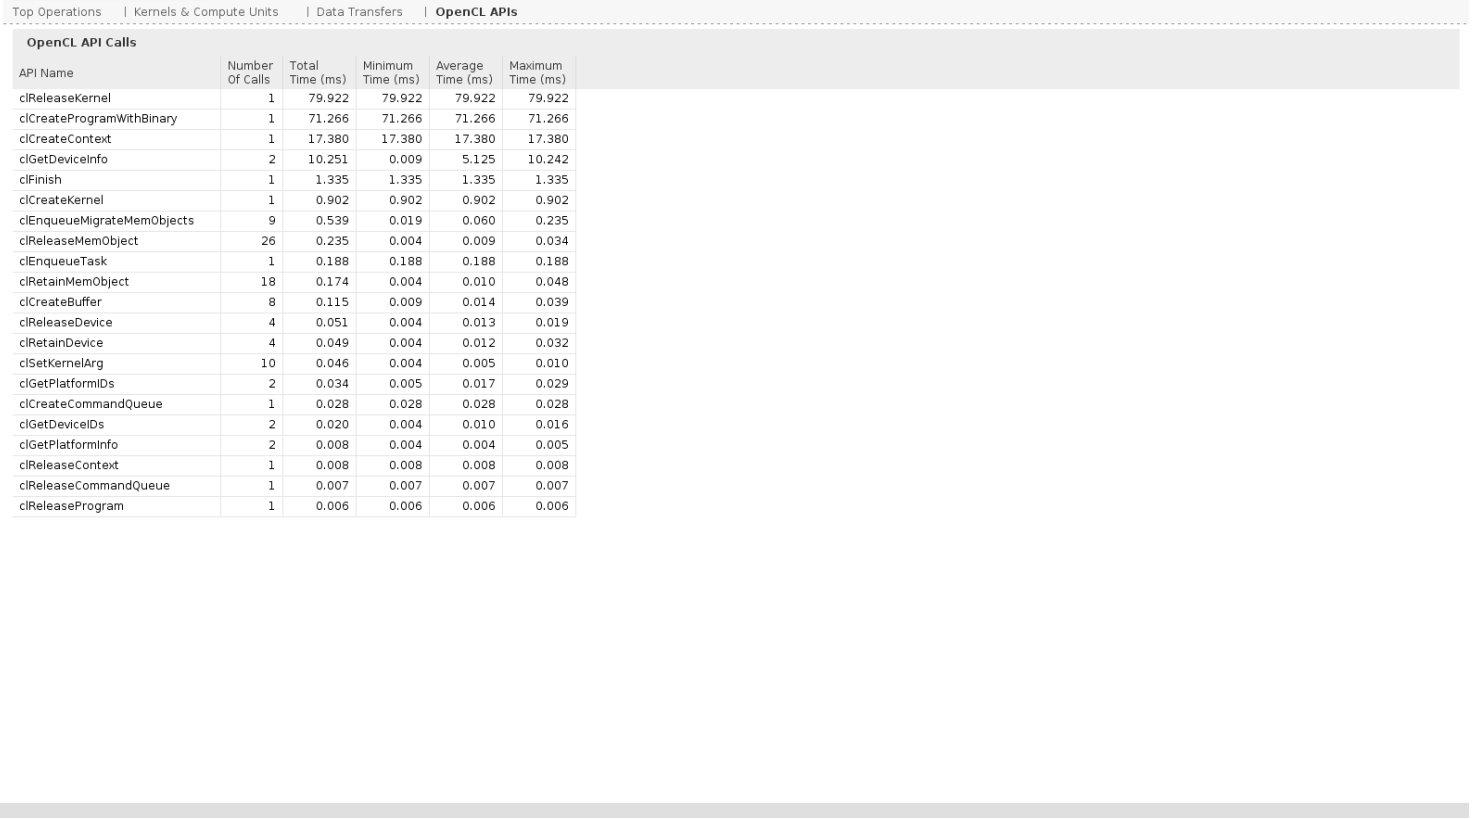 Top Operations | Kernels & Compute Units | Data Transfers | OpenCL APIs
OpenCL API Calls
API Name Number Of Calls Total Time (ms) Minimum Time (ms) Average Time (ms) Maximum Time (ms)
clReleaseKernel 1 79.922 79.922 79.922 79.922
clCreateProgramWithBinary 1 71.266 71.266 71.266 71.266
clCreateContext 1 17.380 17.380 17.380 17.380
clGetDeviceInfo 2 10.251 0.009 5.125 10.242
clFinish 1 1.335 1.335 1.335 1.335
clCreateKernel 1 0.902 0.902 0.902 0.902
clEnqueueMigrateMemObjects 9 0.539 0.019 0.060 0.235
clReleaseMemObject 26 0.235 0.004 0.009 0.034
clEnqueueTask 1 0.188 0.188 0.188 0.188
clRetainMemObject 18 0.174 0.004 0.010 0.048
clCreateBuffer 8 0.115 0.009 0.014 0.039
clReleaseDevice 4 0.051 0.004 0.013 0.019
clRetainDevice 4 0.049 0.004 0.012 0.032
clSetKernelArg 10 0.046 0.004 0.005 0.010
clGetPlatformIDs 2 0.034 0.005 0.017 0.029
clCreateCommandQueue 1 0.028 0.028 0.028 0.028
clGetDeviceIDs 2 0.020 0.004 0.010 0.016
clGetPlatformInfo 2 0.008 0.004 0.004 0.005
clReleaseContext 1 0.008 0.008 0.008 0.008
clReleaseCommandQueue 1 0.007 0.007 0.007 0.007
clReleaseProgram 1 0.006 0.006 0.006 0.006